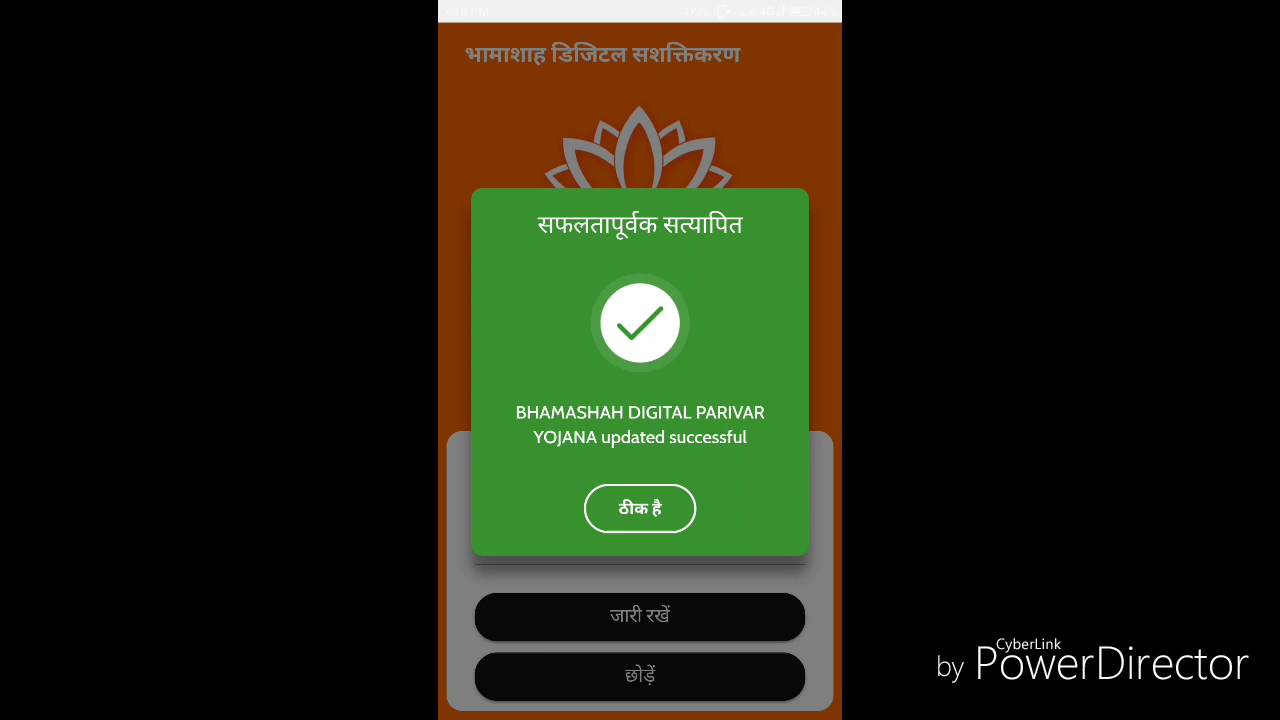 भामाशाह डिजिटल सशक्तिकरण
सफलतापूर्वक सत्यापित
BHAMASHAH DIGITAL PARIVAR
YOJANA updated successful
ठीक है
जारी रखें
छोड़ें
CyberLink
by PowerDirector